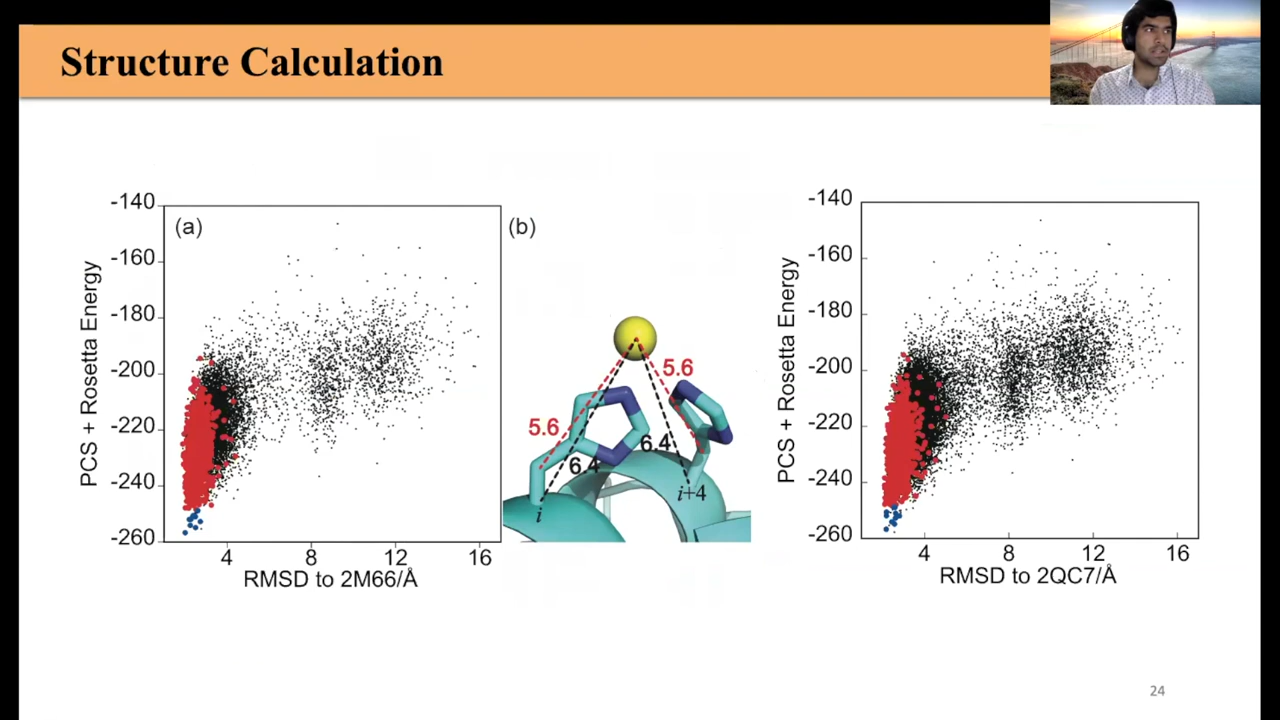 Structure Calculation
(a)
PCS + Rosetta Energy
-140
-160
-180
-200
-220
-240
-260
4 8 12 16
RMSD to 2M66/Å
(b)
5.6
5.6
6.4
6.4
i
i+4
PCS + Rosetta Energy
-140
-160
-180
-200
-220
-240
-260
4 8 12 16
RMSD to 2QC7/Å
24